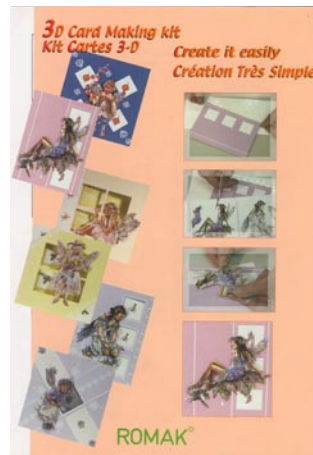 3D Card Making kit
Kit Cartes 3-D
Create it easily
Création Très Simple
ROMAK®